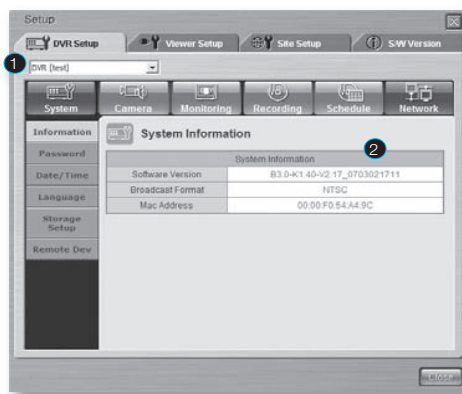 Setup
DVR Setup
Viewer Setup
Site Setup
S/W Version
1
DVR [test]
System
Camera
Monitoring
Recording
Schedule
Network
Information
System Information
Password
2
System Information
Date/Time
Software Version
B3.0-K1.40-V2.17_0703021711
Broadcast Format
NTSC
Language
Mac Address
00:00:F0:54:A4:9C
Storage
Setup
Remote Dev
Close